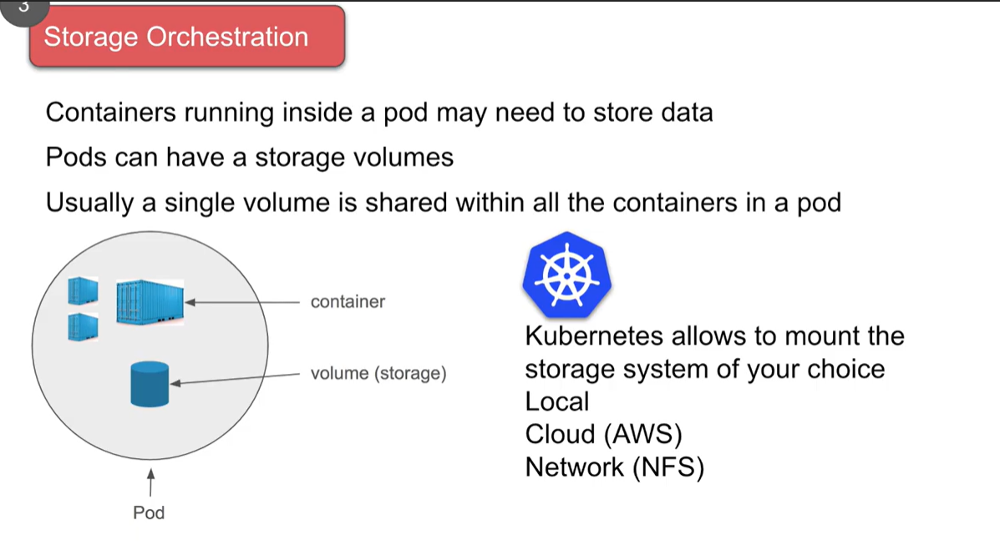 3
Storage Orchestration
Containers running inside a pod may need to store data
Pods can have a storage volumes
Usually a single volume is shared within all the containers in a pod
container
volume (storage)
Pod
Kubernetes allows to mount the
storage system of your choice
Local
Cloud (AWS)
Network (NFS)